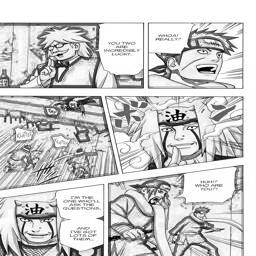 YOU TWO
ARE
INCREDIBLY
LUCKY...
WHOA!
REALLY?
油
HUH!?
WHO ARE
YOU?!
油
I'M THE
ONE WHO'LL
ASK THE
QUESTIONS,
AND
I'VE GOT
LOTS OF
THEM...